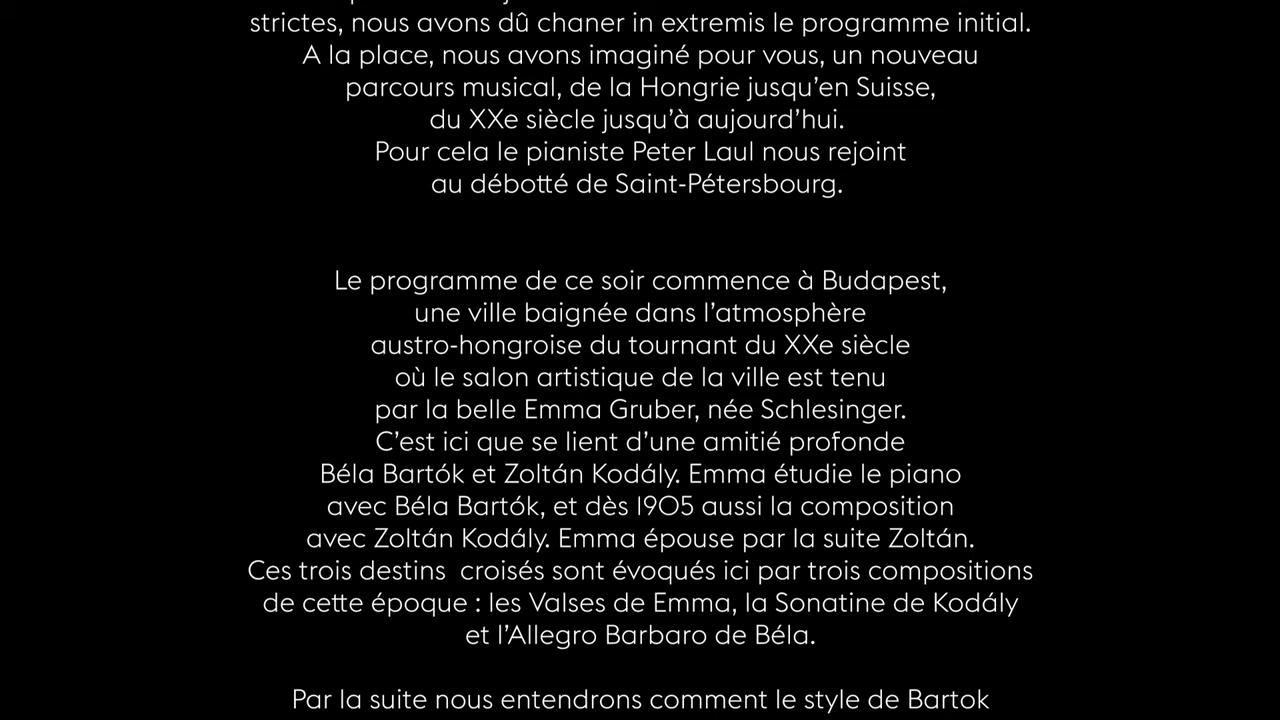 strictes, nous avons dû chaner in extremis le programme initial.
A la place, nous avons imaginé pour vous, un nouveau
parcours musical, de la Hongrie jusqu'en Suisse,
du XXe siècle jusqu'à aujourd'hui.
Pour cela le pianiste Peter Laul nous rejoint
au débotté de Saint-Pétersbourg.
Le programme de ce soir commence à Budapest,
une ville baignée dans l'atmosphère
austro-hongroise du tournant du XXe siècle
où le salon artistique de la ville est tenu
par la belle Emma Gruber, née Schlesinger.
C'est ici que se lient d'une amitié profonde
Béla Bartók et Zoltán Kodály. Emma étudie le piano
avec Béla Bartók, et dès 1905 aussi la composition
avec Zoltán Kodály. Emma épouse par la suite Zoltán.
Ces trois destins  croisés sont évoqués ici par trois compositions
de cette époque : les Valses de Emma, la Sonatine de Kodály
et l'Allegro Barbaro de Béla.
Par la suite nous entendrons comment le style de Bartok